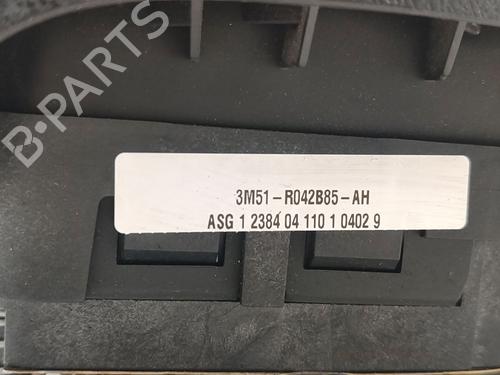 B-PARTS
3M51-R042B85-AH
ASG 1 2384 04 110 1 0402 9